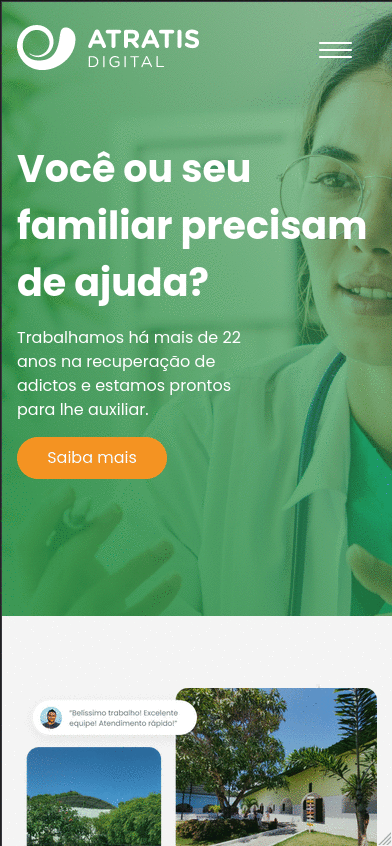 ATRATIS
DIGITAL
Você ou seu
familiar precisam
de ajuda?
Trabalhamos há mais de 22
anos na recuperação de
adictos e estamos prontos
para lhe auxiliar.
Saiba mais
“Belíssimo trabalho! Excelente
equipe! Atendimento rápido!”